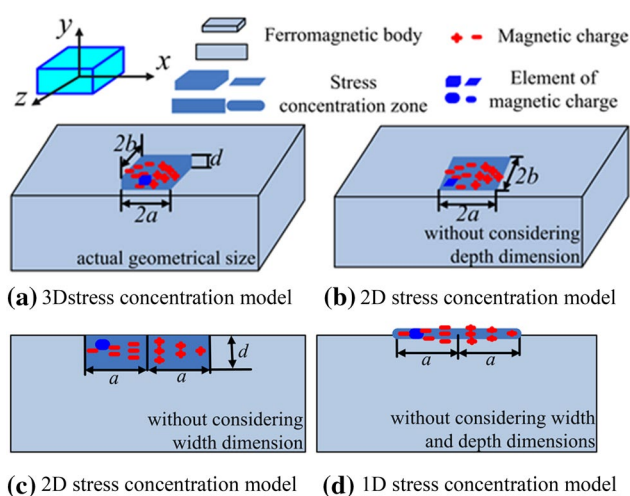 y
x
z
Ferromagnetic body
Magnetic charge
Stress
concentration zone
Element of
magnetic charge
2b
d
2a
actual geometrical size
2b
2a
without considering
depth dimension
(a) 3Dstress concentration model
(b) 2D stress concentration model
d
a
a
without considering
width dimension
a
a
without considering width
and depth dimensions
(c) 2D stress concentration model
(d) 1D stress concentration model